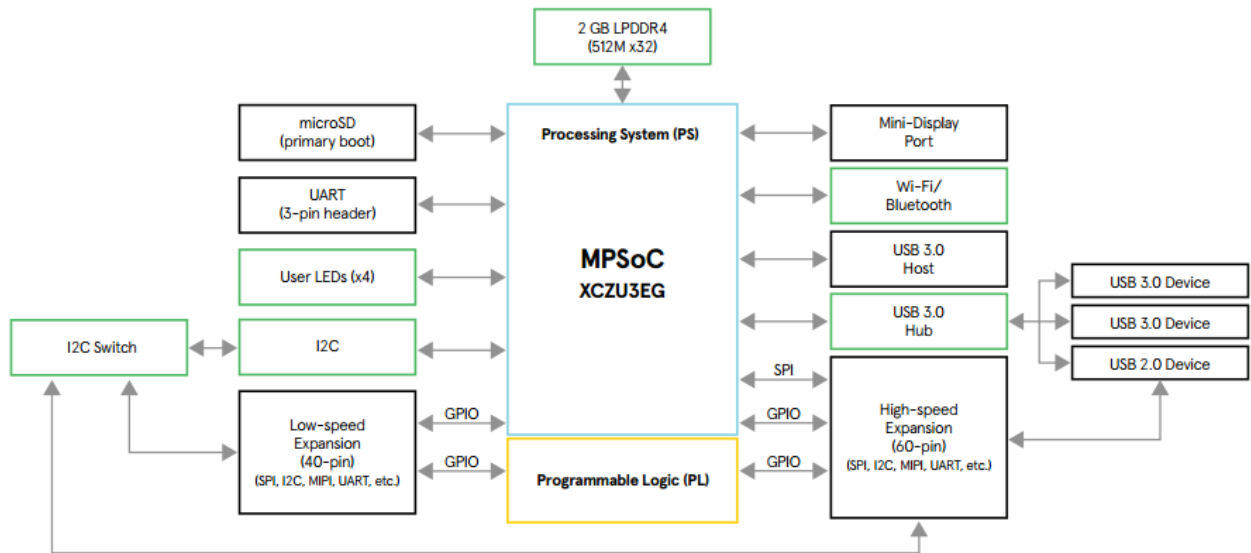 2 GB LPDDR4
(512M x32)
microSD
(primary boot)
Processing System (PS)
Mini-Display
Port
UART
(3-pin header)
Wi-Fi/
Bluetooth
MPSoC
XCZU3EG
User LEDs (x4)
USB 3.0
Host
USB 3.0 Device
I2C Switch
I2C
USB 3.0
Hub
USB 3.0 Device
USB 2.0 Device
SPI
Low-speed
Expansion
(40-pin)
(SPI, I2C, MIPI, UART, etc.)
GPIO
GPIO
High-speed
Expansion
(60-pin)
(SPI, I2C, MIPI, UART, etc.)
GPIO
Programmable Logic (PL)
GPIO